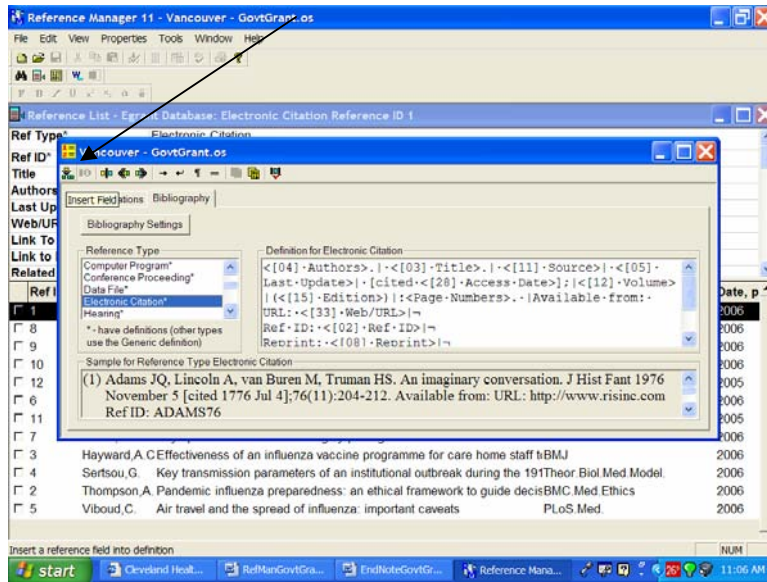 Reference Manager 11 - Vancouver - GovtGrant.os
File Edit View Properties Tools Window Help
Reference List - Egrant Database: Electronic Citation Reference ID 1
Ref Type* Electronic Citation
Vancouver - GovtGrant.os
Ref ID*
Title
Authors
Last Up
Web/UR
Link To
Link to
Related
Insert Field ations Bibliography
Bibliography Settings
Reference Type
Computer Program*
Conference Proceeding*
Data File*
Electronic Citation*
Hearing*
*- have definitions (other types
use the Generic definition)
Definition for Electronic Citation
<[04]·Authors>.|·<[03]·Title>.|·<[11]·Source>|·<[05]·
Last·Update>|·[cited·<[28]·Access·Date>];|<[12]·Volume>
|(<[15]·Edition>)|:<Page·Numbers>.·|Available·from:·
URL:·<[33]·Web/URL>|¬
Ref·ID:·<[02]·Ref·ID>|¬
Reprint:·<[08]·Reprint>|¬
Sample for Reference Type Electronic Citation
(1) Adams JQ, Lincoln A, van Buren M, Truman HS. An imaginary conversation. J Hist Fant 1976
November 5 [cited 1776 Jul 4];76(11):204-212. Available from: URL: http://www.risinc.com
Ref ID: ADAMS76
Ref I Date, p
1 2006
8 2006
9 2006
10 2006
12 2005
6 2006
11 2005
7 2006
3 Hayward,A.C Effectiveness of an influenza vaccine programme for care home staff t BMJ 2006
4 Sertsou,G. Key transmission parameters of an institutional outbreak during the 191 Theor.Biol.Med.Model. 2006
2 Thompson,A. Pandemic influenza preparedness: an ethical framework to guide decis BMC.Med.Ethics 2006
5 Viboud,C. Air travel and the spread of influenza: important caveats PLoS.Med. 2006
Insert a reference field into definition NUM
start Cleveland Healt... RefManGovtGra... EndNoteGovtGr... Reference Mana... 11:06 AM